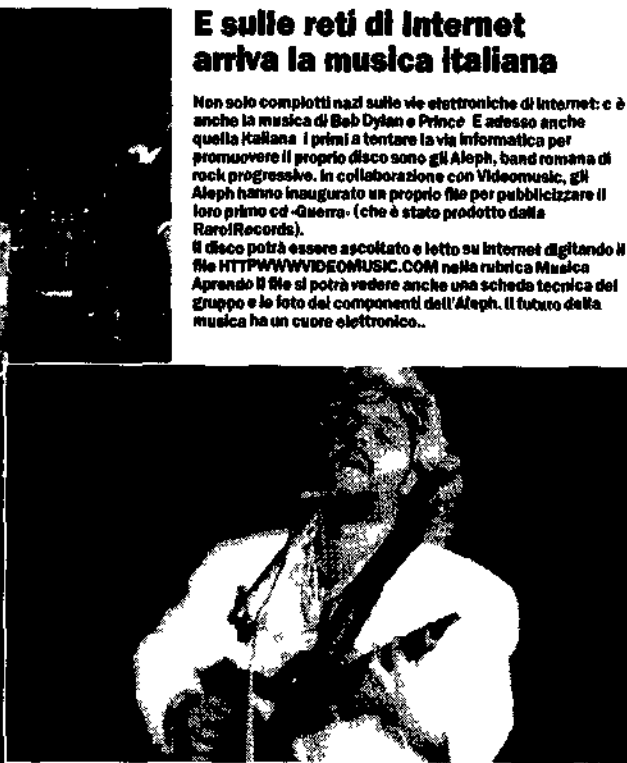 E sulle reti di Internet
arriva la musica italiana
Non solo complotti nazi sulle vie elettroniche di Internet: c è
anche la musica di Bob Dylan e Prince E adesso anche
quella italiana i primi a tentare la via informatica per
promuovere il proprio disco sono gli Aleph, band romana di
rock progressivo. In collaborazione con Videomusic, gli
Aleph hanno inaugurato un proprio file per pubblicizzare il
loro primo cd «Guerra» (che è stato prodotto dalla
Raro!Records).
Il disco potrà essere ascoltato e letto su Internet digitando il
file HTTPWWWVIDEOMUSIC.COM nella rubrica Musica
Aprendo il file si potrà vedere anche una scheda tecnica del
gruppo e le foto dei componenti dell'Aleph. Il futuro della
musica ha un cuore elettronico..